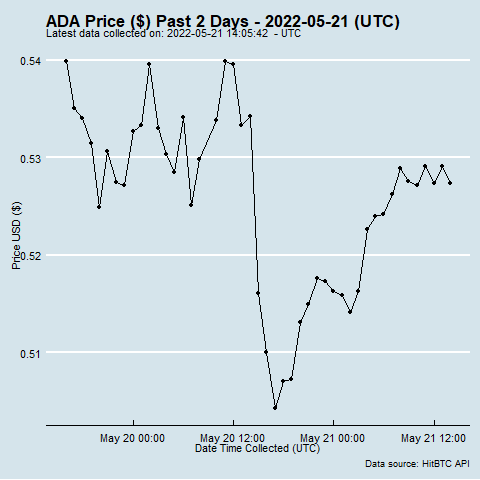 ADA Price ($) Past 2 Days - 2022-05-21 (UTC)
Latest data collected on: 2022-05-21 14:05:42 - UTC
0.54
0.53
0.52
0.51
Price USD ($)
May 20 00:00
May 20 12:00
May 21 00:00
May 21 12:00
Date Time Collected (UTC)
Data source: HitBTC API